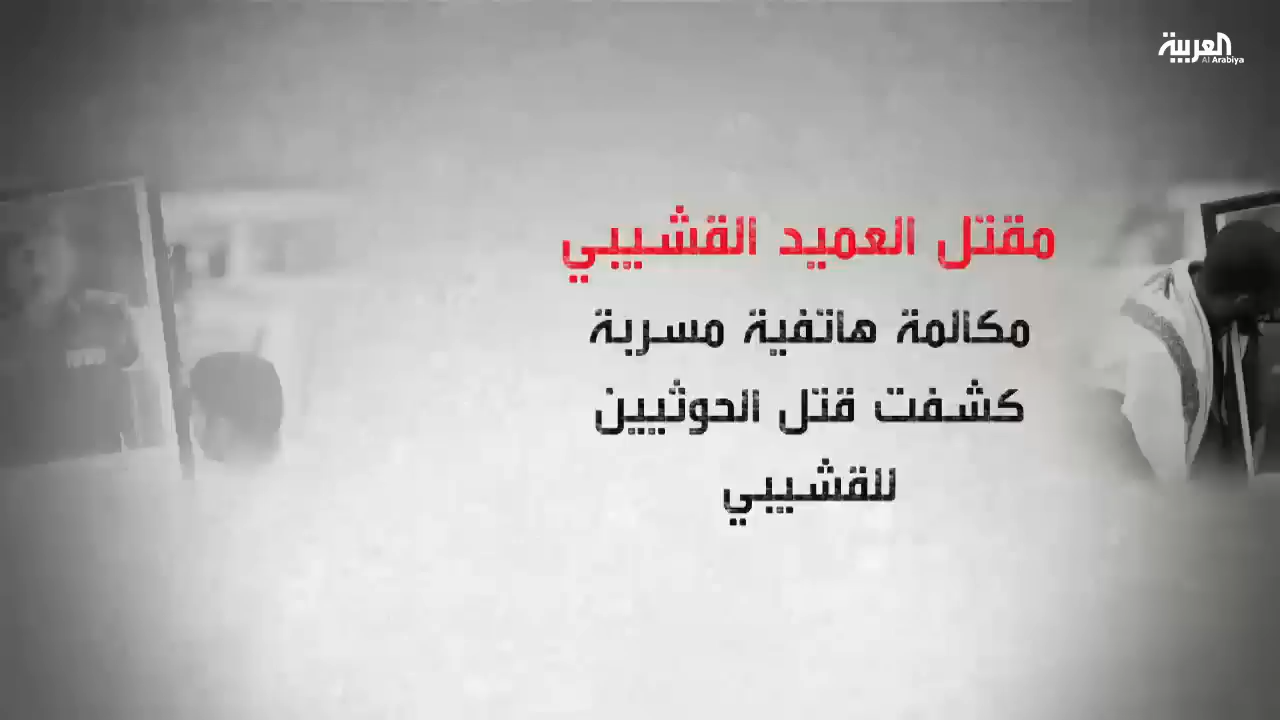 العربية
Al Arabiya
مقتل العميد القشيبي
مكالمة هاتفية مسربة
كشفت قتل الحوثيين
للقشيبي